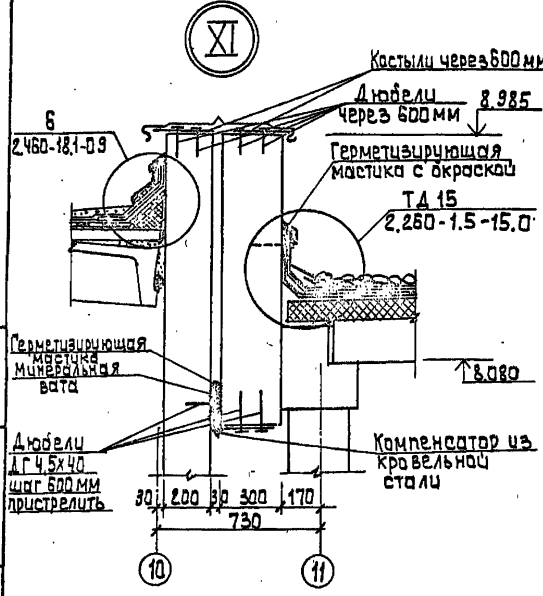 XI
Костыли через 600 мм
Дюбели
через 600 мм
8.985
6
2.460-18.1-09
Герметизирующая
мастика с окраской
ТД 15
2.260-1.5-15.0
Герметизирующая
мастика
Минеральная
вата
8.080
Дюбели
ДГ 4,5х40
шаг 600 мм
пристрелить
Компенсатор из
кровельной
стали
30 200 30 300 170
730
10
11